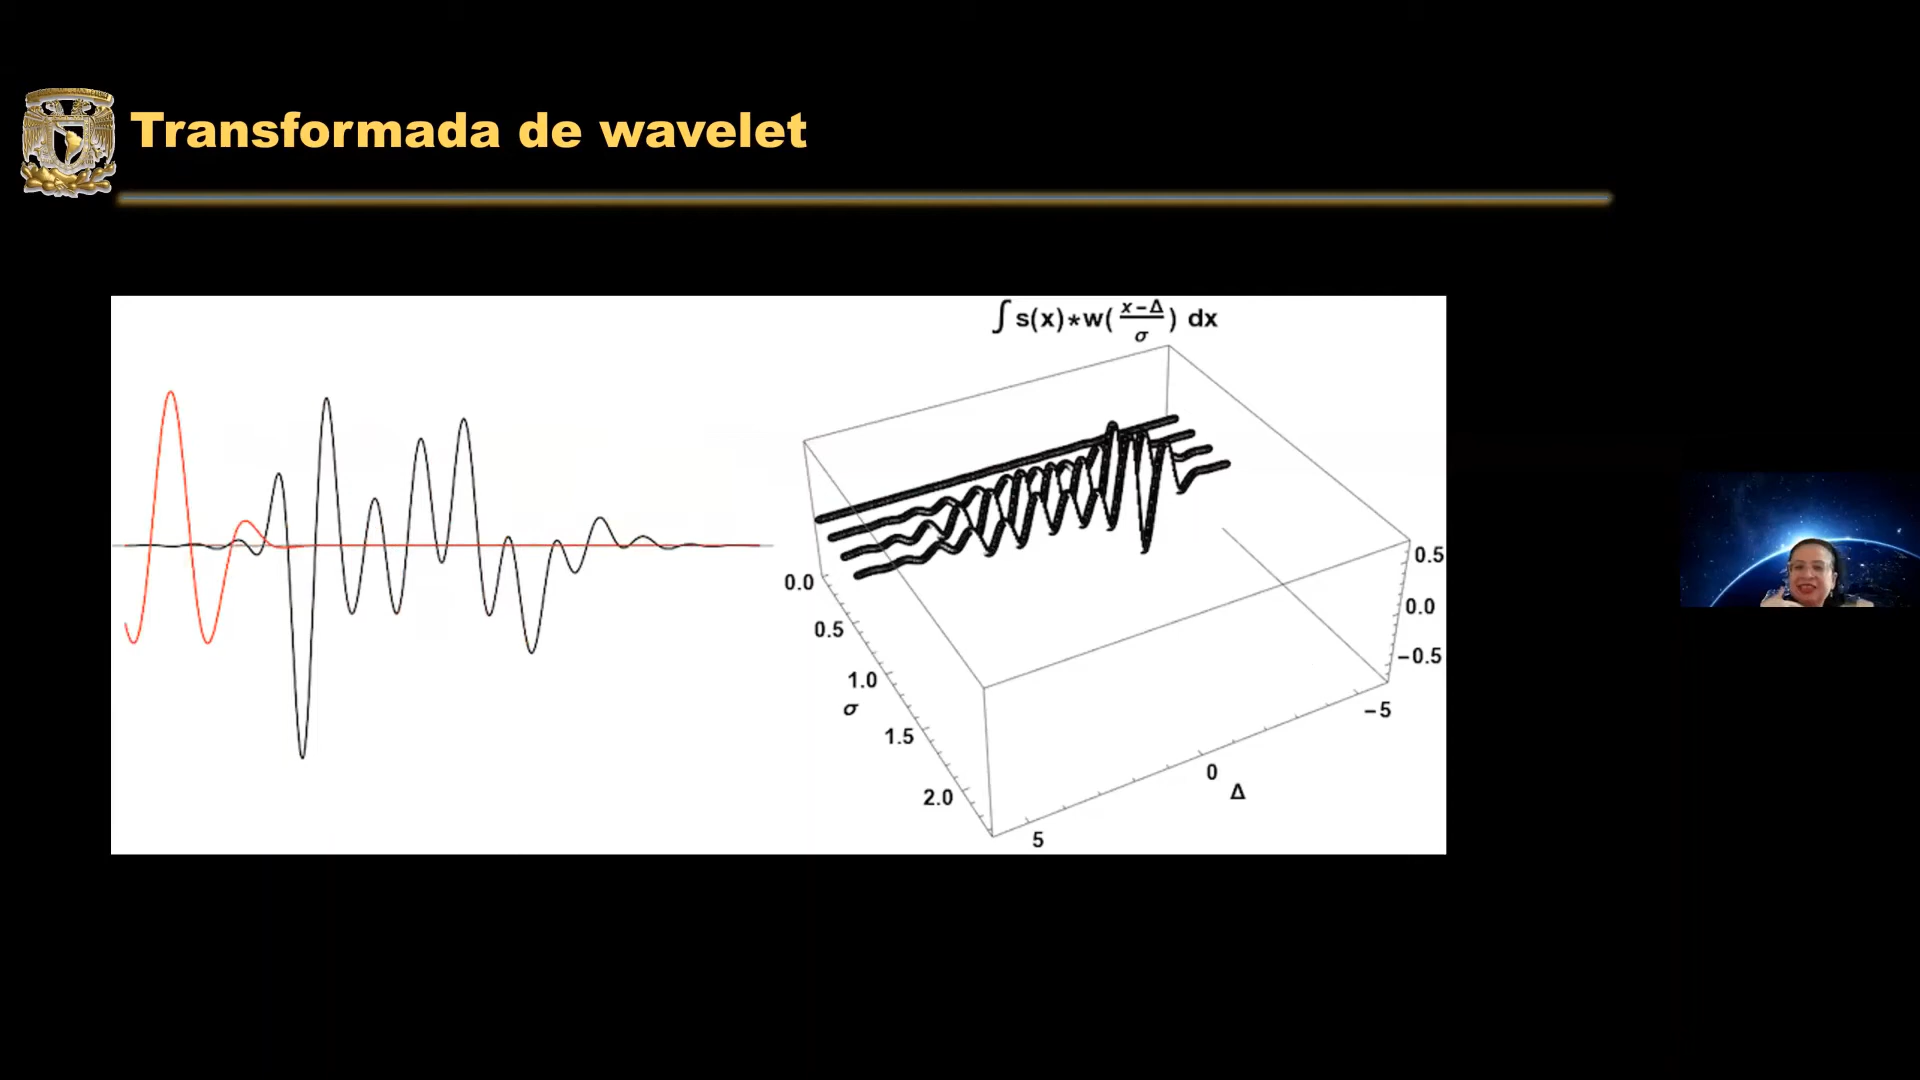 Transformada de wavelet
∫ s(x)*w( (x-Δ)/σ ) dx
0.0
0.5
1.0
σ
1.5
2.0
5
0
Δ
-5
0.5
0.0
-0.5